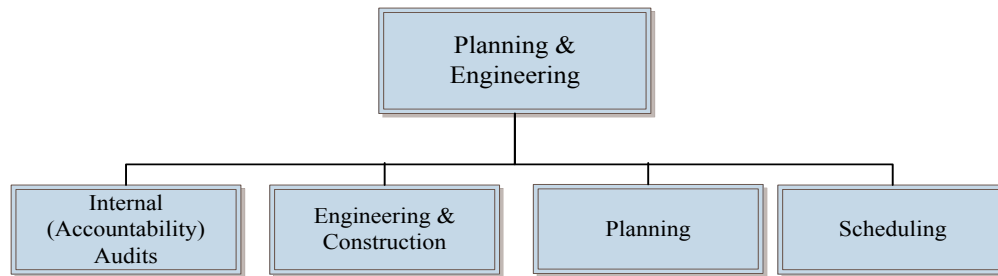 Planning &
Engineering
Internal
(Accountability)
Audits
Engineering &
Construction
Planning
Scheduling